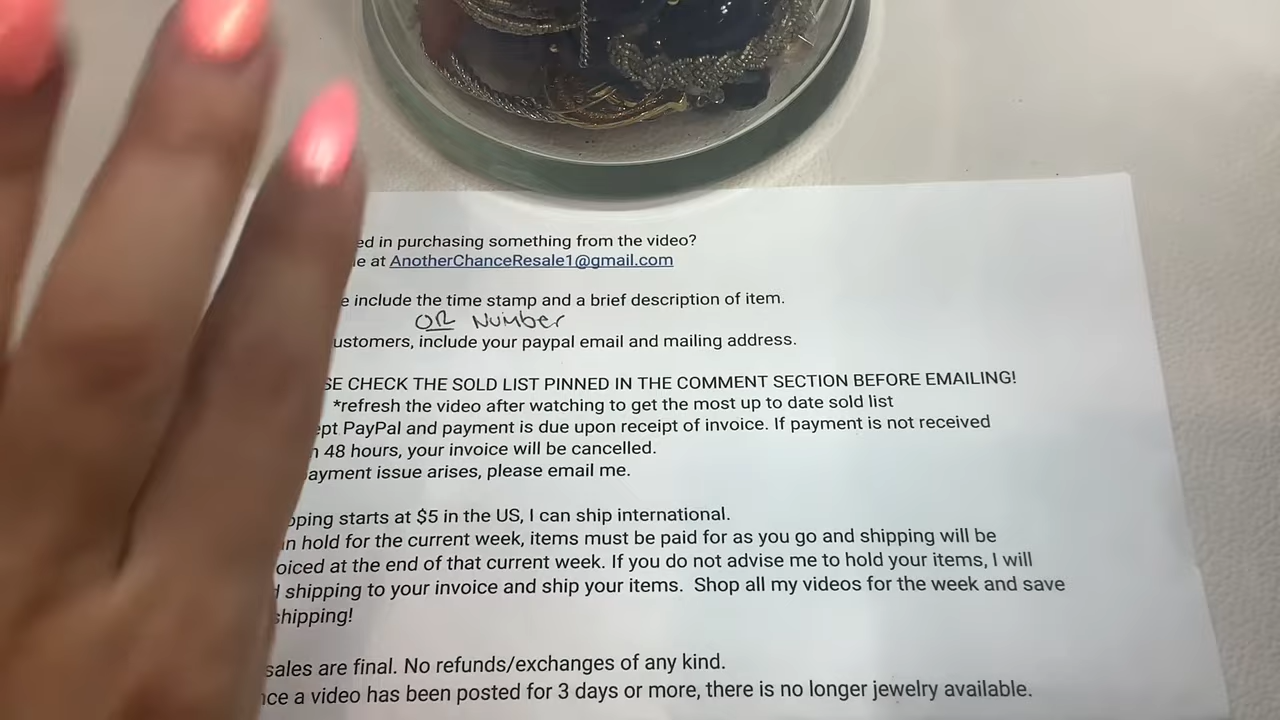 in purchasing something from the video?
at AnotherChanceResale1@gmail.com
include the time stamp and a brief description of item.
OR Number
include your paypal email and mailing address.
CHECK THE SOLD LIST PINNED IN THE COMMENT SECTION BEFORE EMAILING!
*refresh the video after watching to get the most up to date sold list
PayPal and payment is due upon receipt of invoice. If payment is not received
48 hours, your invoice will be cancelled.
issue arises, please email me.
starts at $5 in the US, I can ship international.
hold for the current week, items must be paid for as you go and shipping will be
at the end of that current week. If you do not advise me to hold your items, I will
shipping to your invoice and ship your items. Shop all my videos for the week and save
shipping!
sales are final. No refunds/exchanges of any kind.
a video has been posted for 3 days or more, there is no longer jewelry available.